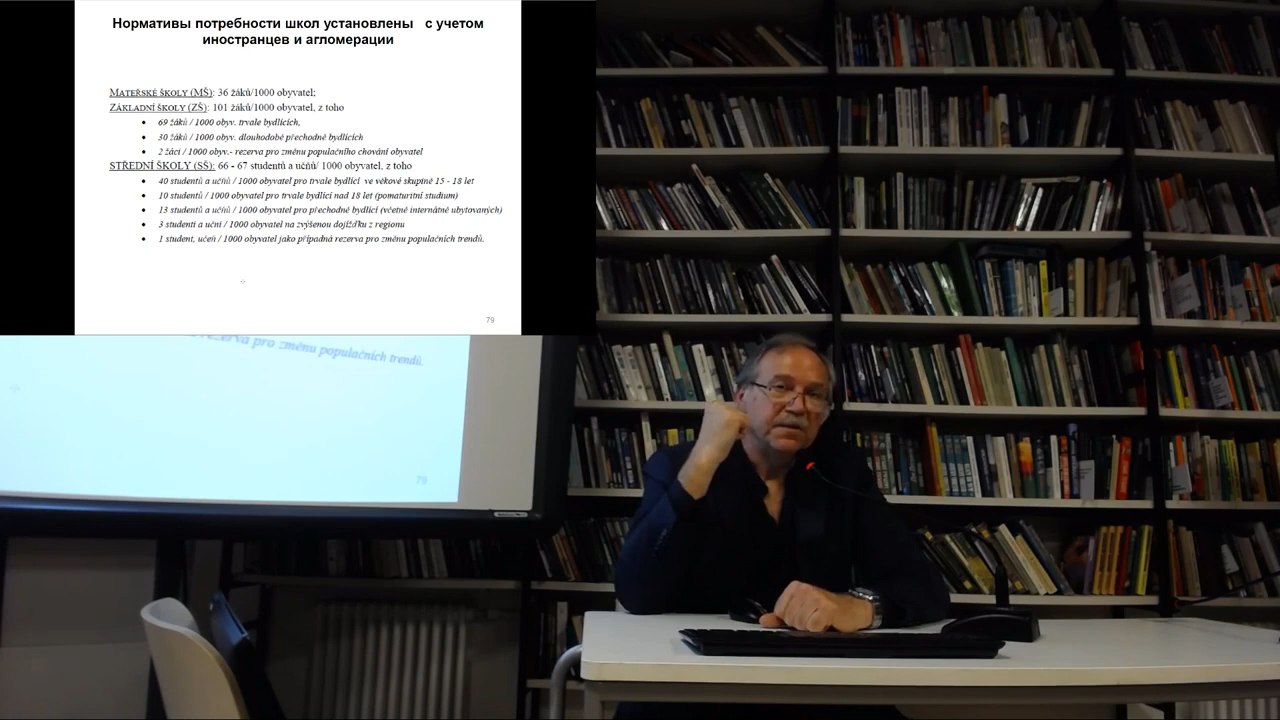 Нормативы потребности школ установлены с учетом
иностранцев и агломерации
MATEŘSKÉ ŠKOLY (MŠ): 36 žáků/1000 obyvatel;
ZÁKLADNÍ ŠKOLY (ZŠ): 101 žáků/1000 obyvatel, z toho
• 69 žáků / 1000 obyv. trvale bydlících,
• 30 žáků / 1000 obyv. dlouhodobě přechodně bydlících
• 2 žáci / 1000 obyv.- rezerva pro změnu populačního chování obyvatel
STŘEDNÍ ŠKOLY (SŠ): 66 - 67 studentů a učňů/ 1000 obyvatel, z toho
• 40 studentů a učňů / 1000 obyvatel pro trvale bydlící ve věkové skupině 15 - 18 let
• 10 studentů / 1000 obyvatel pro trvale bydlící nad 18 let (pomaturitní studium)
• 13 studentů a učňů / 1000 obyvatel pro přechodně bydlící (včetně internátně ubytovaných)
• 3 studenti a učni / 1000 obyvatel na zvýšenou dojížďku z regionu
• 1 student, učeň / 1000 obyvatel jako případná rezerva pro změnu populačních trendů.
79
rezerva pro změnu populačních trendů.
79